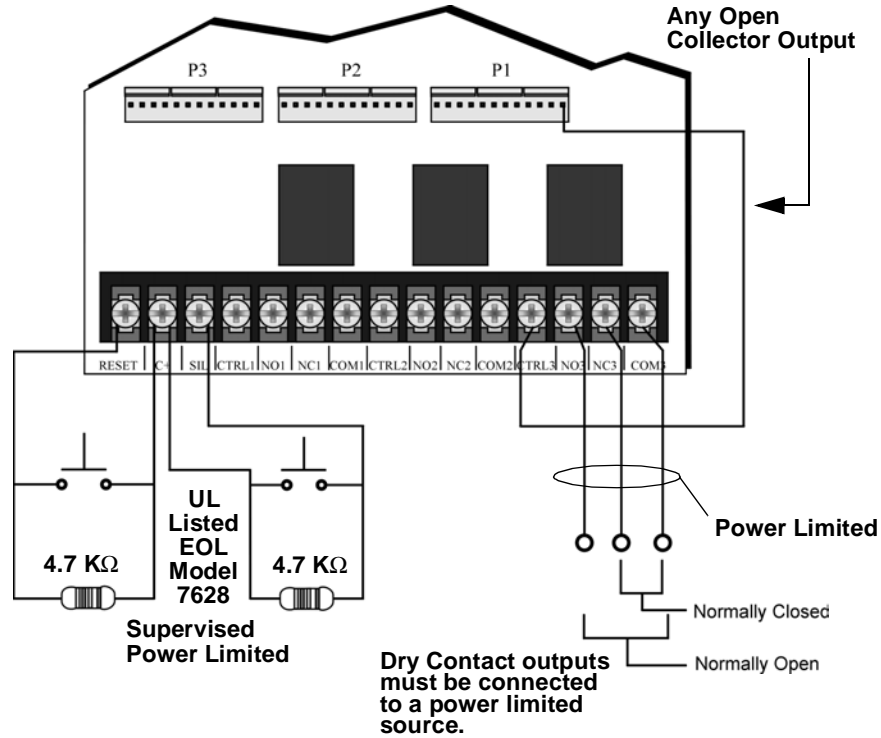 Any Open
Collector Output
P3 P2 P1
RESET C+ SIL CTRL1 NO1 NC1 COM1 CTRL2 NO2 NC2 COM2 CTRL3 NO3 NC3 COM3
UL
Listed
EOL
Model
7628
4.7 KΩ
4.7 KΩ
Supervised
Power Limited
Power Limited
Normally Closed
Normally Open
Dry Contact outputs
must be connected
to a power limited
source.